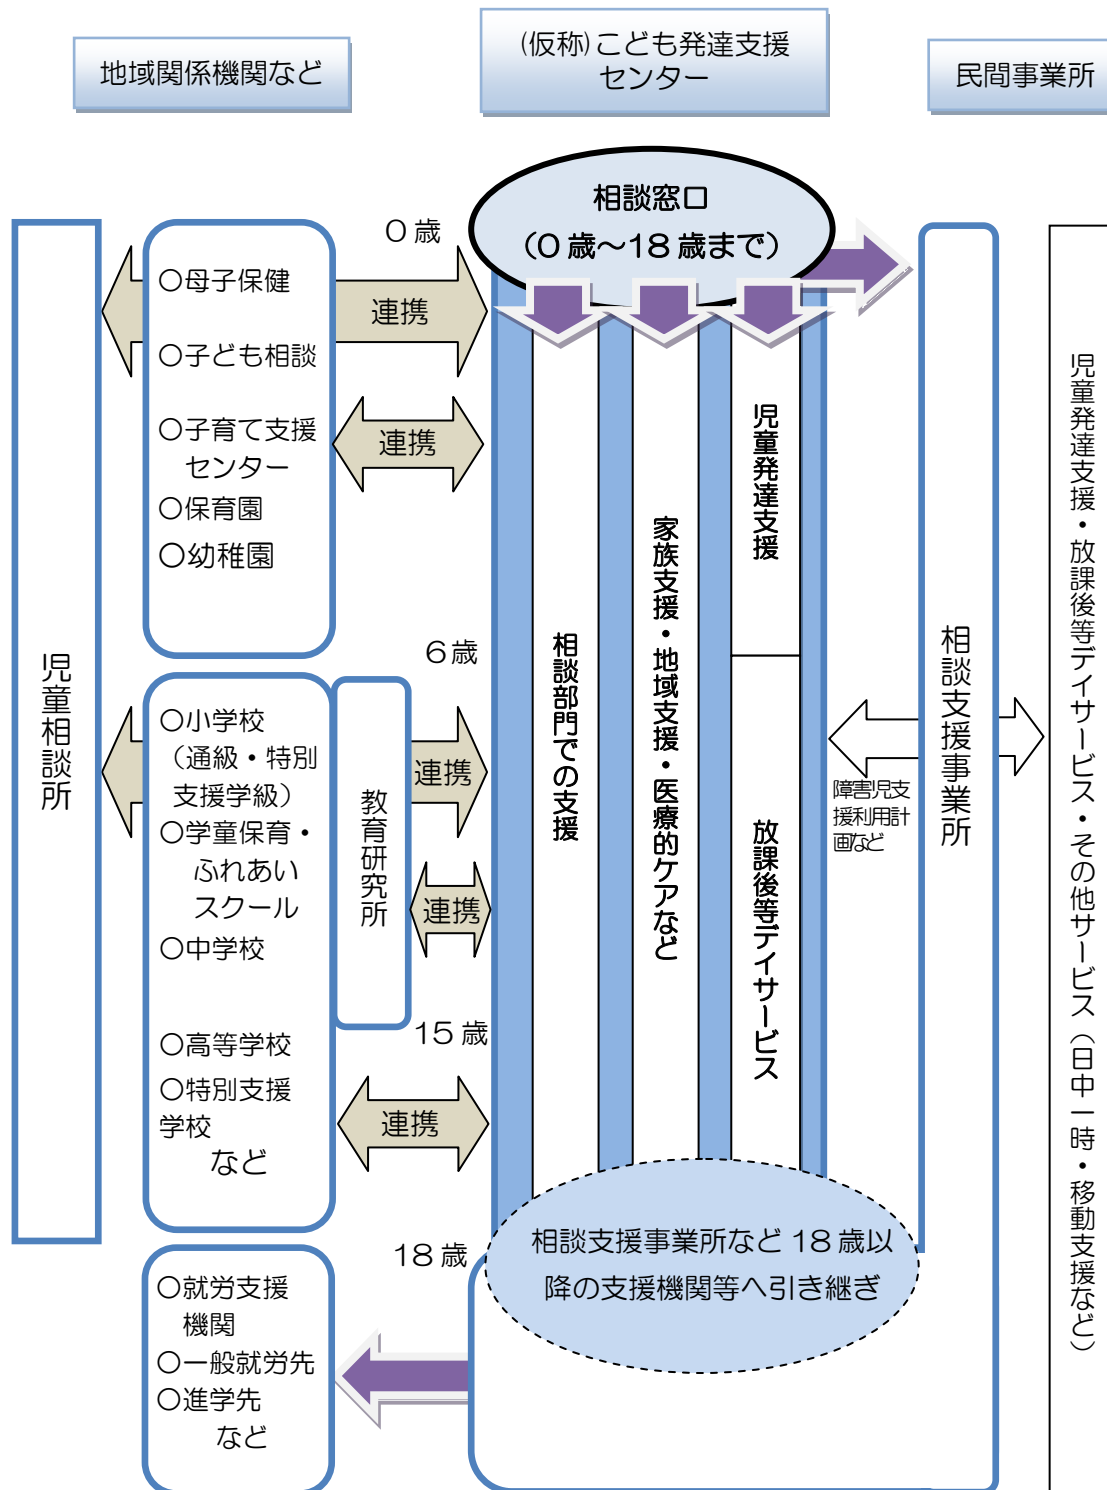 地域関係機関など
(仮称)こども発達支援
センター
民間事業所
相談窓口
（0歳～18歳まで）
0歳
○母子保健
○子ども相談
○子育て支援
センター
○保育園
○幼稚園
連携
連携
児童相談所
6歳
○小学校
（通級・特別
支援学級）
○学童保育・
ふれあい
スクール
○中学校
○高等学校
○特別支援
学校
など
教育研究所
連携
連携
15歳
連携
相談部門での支援
家族支援・地域支援・医療的ケアなど
児童発達支援
放課後等デイサービス
障害児支
援利用計
画など
相談支援事業所
児童発達支援・放課後等デイサービス・その他サービス（日中一時・移動支援など）
18歳
相談支援事業所など18歳以
降の支援機関等へ引き継ぎ
○就労支援
機関
○一般就労先
○進学先
など